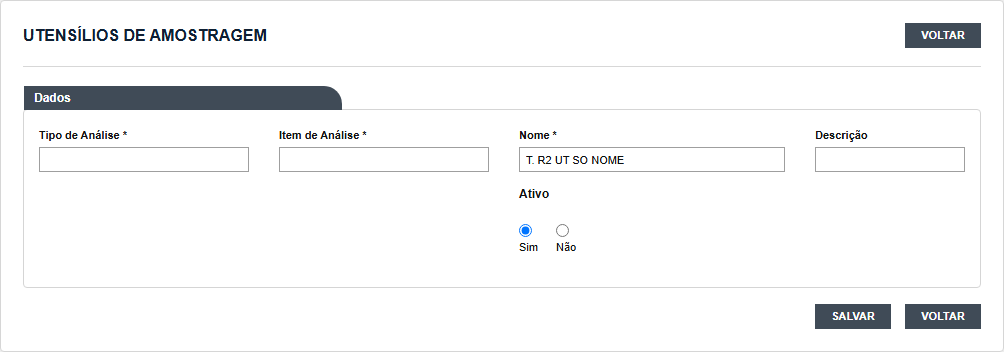 UTENSÍLIOS DE AMOSTRAGEM
VOLTAR
Dados
Tipo de Análise * Item de Análise * Nome * Descrição
T. R2 UT SO NOME
Ativo
Sim Não
SALVAR VOLTAR